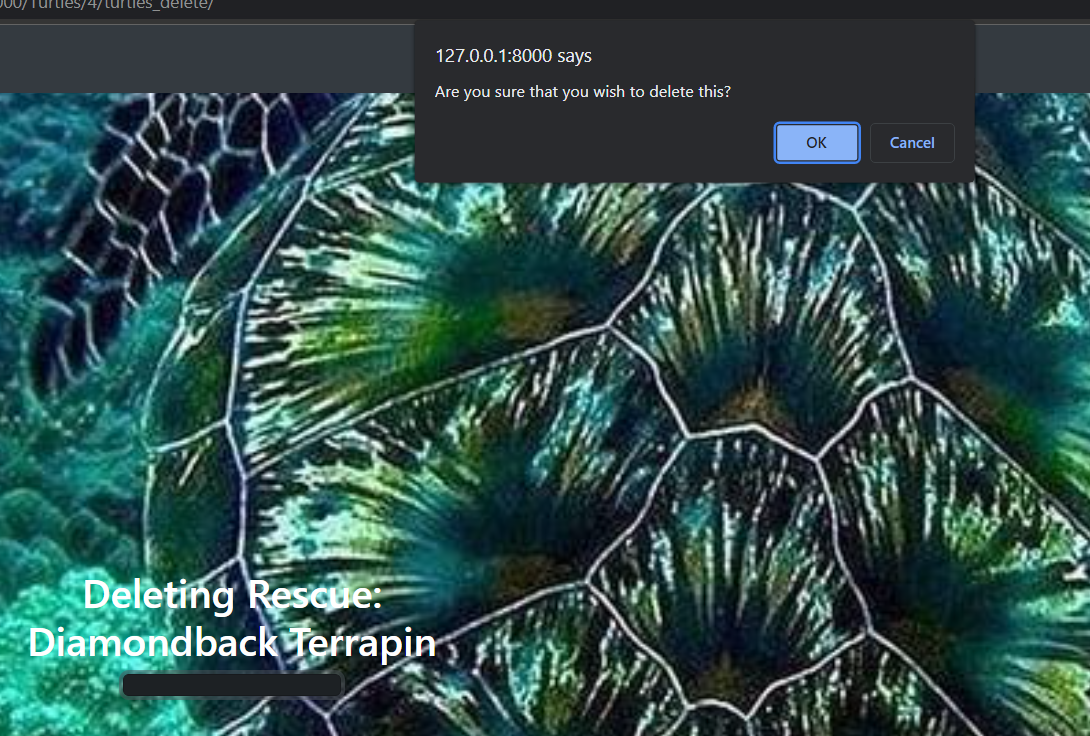 000/Turtles/4/turtles_delete/
127.0.0.1:8000 says
Are you sure that you wish to delete this?
OK
Cancel
Deleting Rescue:
Diamondback Terrapin